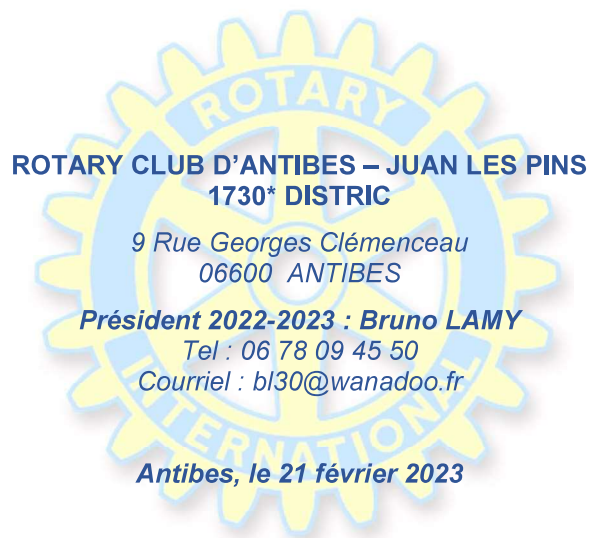 ROTARY
ROTARY CLUB D'ANTIBES – JUAN LES PINS
1730* DISTRIC
9 Rue Georges Clémenceau
06600 ANTIBES
Président 2022-2023 : Bruno LAMY
Tel : 06 78 09 45 50
Courriel : bl30@wanadoo.fr
INTERNATIONAL
Antibes, le 21 février 2023